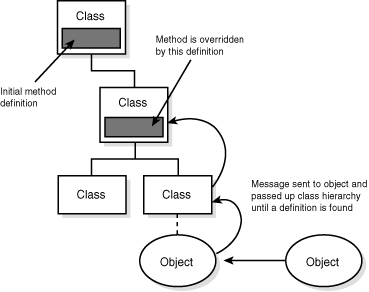 Class
Method is overridden
by this definition
Initial method
definition
Class
Class
Class
Message sent to object and
passed up class hierarchy
until a definition is found
Object
Object